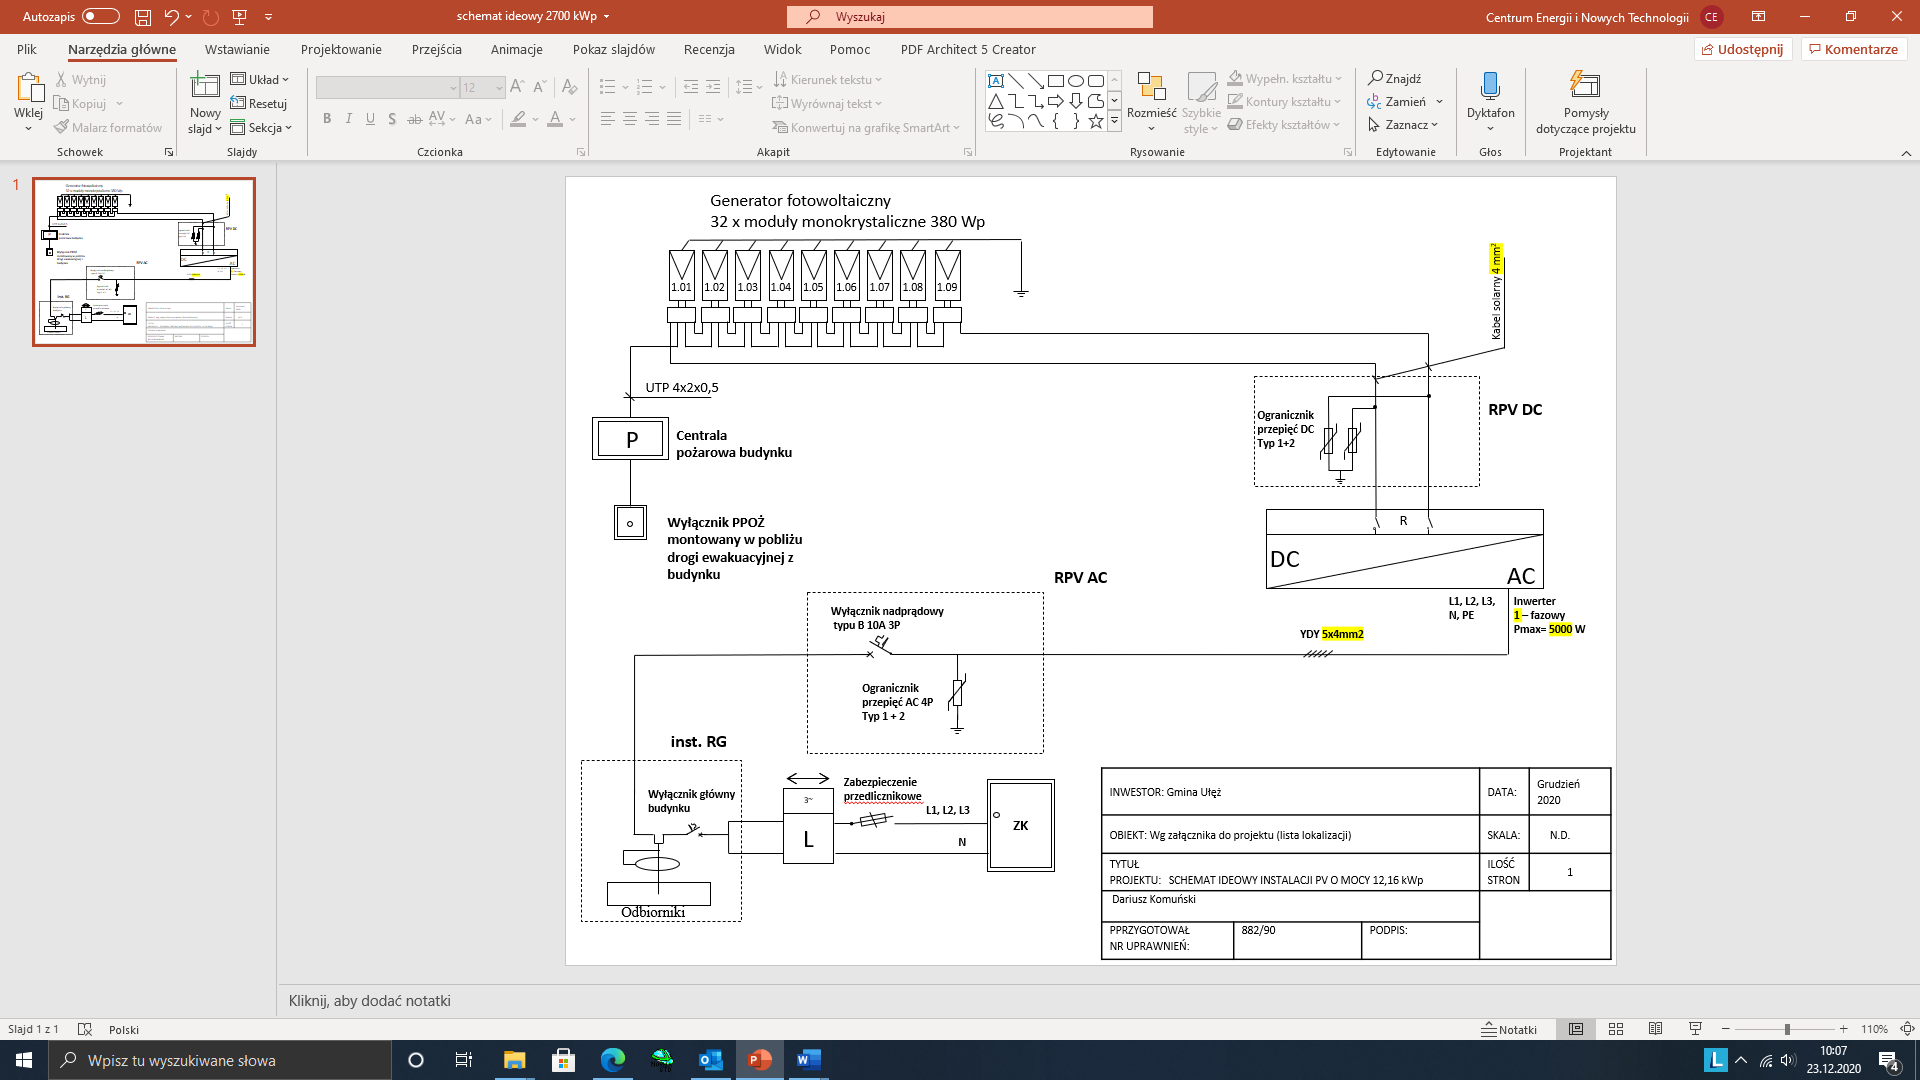 Autozapis
schemat ideowy 2700 kWp
Wyszukaj
Centrum Energii i Nowych Technologii
CE
Plik
Narzędzia główne
Wstawianie
Projektowanie
Przejścia
Animacje
Pokaz slajdów
Recenzja
Widok
Pomoc
PDF Architect 5 Creator
Udostępnij
Komentarze
Wklej
Wytnij
Kopiuj
Malarz formatów
Schowek
Nowy
slajd
Układ
Resetuj
Sekcja
Slajdy
12
Czcionka
Kierunek tekstu
Wyrównaj tekst
Konwertuj na grafikę SmartArt
Akapit
Rozmieść
Szybkie
style
Wypełn. kształtu
Kontury kształtu
Efekty kształtów
Rysowanie
Znajdź
Zamień
Zaznacz
Edytowanie
Dyktafon
Głos
Pomysły
dotyczące projektu
Projektant
1
Generator fotowoltaiczny
32 x moduły monokrystaliczne 380 Wp
1.01
1.02
1.03
1.04
1.05
1.06
1.07
1.08
1.09
Kabel solarny 4 mm²
UTP 4x2x0,5
P
Centrala
pożarowa budynku
Wyłącznik PPOŻ
montowany w pobliżu
drogi ewakuacyjnej z
budynku
Ogranicznik
przepięć DC
Typ 1+2
RPV DC
R
DC
AC
L1, L2, L3,
N, PE
Inwerter
1 – fazowy
Pmax= 5000 W
YDY 5x4mm2
RPV AC
Wyłącznik nadprądowy
typu B 10A 3P
Ogranicznik
przepięć AC 4P
Typ 1 + 2
inst. RG
Wyłącznik główny
budynku
Odbiorniki
3~
L
Zabezpieczenie
przedlicznikowe
L1, L2, L3
N
ZK
INWESTOR: Gmina Ułęż
DATA:
Grudzień
2020
OBIEKT: Wg załącznika do projektu (lista lokalizacji)
SKALA:
N.D.
TYTUŁ
PROJEKTU: SCHEMAT IDEOWY INSTALACJI PV O MOCY 12,16 kWp
ILOŚĆ
STRON
1
Dariusz Komuński
PPRZYGOTOWAŁ
NR UPRAWNIEŃ:
882/90
PODPIS:
Kliknij, aby dodać notatki
Slajd 1 z 1
Polski
Notatki
110%
Wpisz tu wyszukiwane słowa
10:07
23.12.2020
4